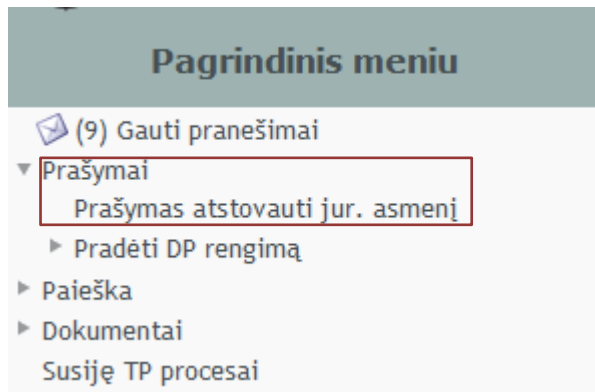 Pagrindinis meniu
(9) Gauti pranešimai
Prašymai
Prašymas atstovauti jur. asmenį
Pradėti DP rengimą
Paieška
Dokumentai
Susiję TP procesai